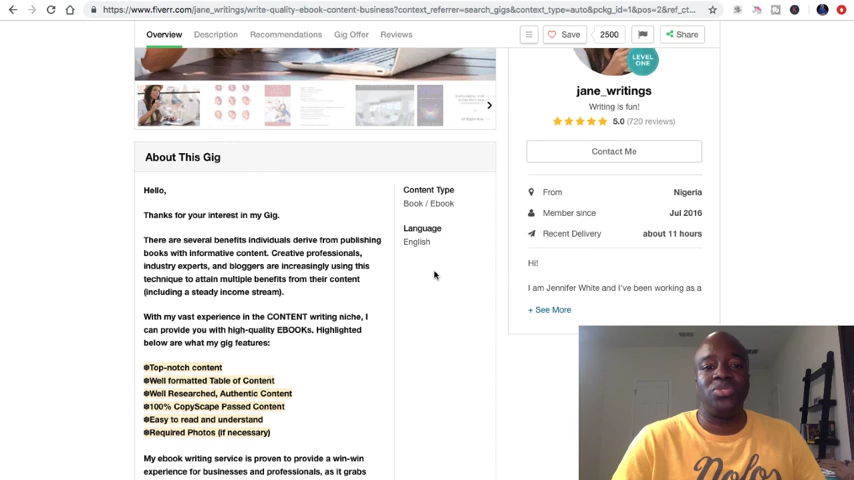 https://www.fiverr.com/jane_writings/write-quality-ebook-content-business?context_referrer=search_gigs&context_type=auto&pckg_id=1&pos=2&ref_ct...
Overview
Description
Recommendations
Gig Offer
Reviews
Save
2500
Share
LEVEL
ONE
jane_writings
Writing is fun!
5.0 (720 reviews)
Contact Me
From
Nigeria
Member since
Jul 2016
Recent Delivery
about 11 hours
Hi!
I am Jennifer White and I've been working as a
+ See More
About This Gig
Hello,
Thanks for your interest in my Gig.
There are several benefits individuals derive from publishing
books with informative content. Creative professionals,
industry experts, and bloggers are increasingly using this
technique to attain multiple benefits from their content
(including a steady income stream).
With my vast experience in the CONTENT writing niche, I
can provide you with high-quality EBOOKs. Highlighted
below are what my gig features:
❆Top-notch content
❆Well formatted Table of Content
❆Well Researched, Authentic Content
❆100% CopyScape Passed Content
❆Easy to read and understand
❆Required Photos (if necessary)
My ebook writing service is proven to provide a win-win
experience for businesses and professionals, as it grabs
Content Type
Book / Ebook
Language
English